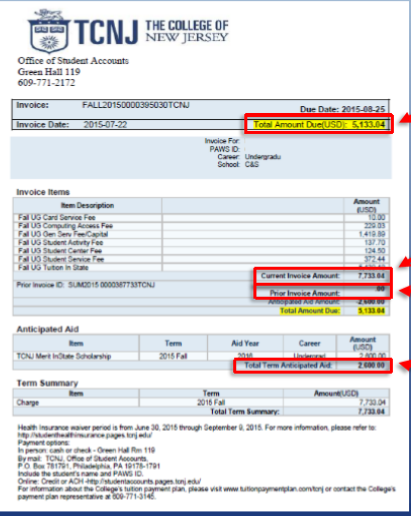 TCNJ THE COLLEGE OF
NEW JERSEY
Office of Student Accounts
Green Hall 119
609-771-2172
Invoice: FALL20150000395030TCNJ Due Date: 2015-08-25
Invoice Date: 2015-07-22 Total Amount Due(USD): 5,133.04
Invoice For:
PAWS ID:
Career: Undergradu
School: C&S
Invoice Items
Item Description Amount (USD)
Fall UG Card Service Fee 10.00
Fall UG Computing Access Fee 229.03
Fall UG Gen Serv Fee/Capital 1,419.89
Fall UG Student Activity Fee 137.70
Fall UG Student Center Fee 124.50
Fall UG Student Service Fee 372.44
Fall UG Tuition In State
Current Invoice Amount: 7,733.04
Prior Invoice ID: SUM2015 0000387733TCNJ
Prior Invoice Amount: .00
Anticipated Aid Amount: -2,600.00
Total Amount Due: 5,133.04
Anticipated Aid
Item Term Aid Year Career Amount (USD)
TCNJ Merit InState Scholarship 2015 Fall 2016 Undergrad 2,600.00
Total Term Anticipated Aid: 2,600.00
Term Summary
Item Term Amount(USD)
Charge 2015 Fall 7,733.04
Total Term Summary: 7,733.04
Health Insurance waiver period is from June 30, 2015 through September 9, 2015. For more information, please refer to:
http://studenthealthinsurance.pages.tcnj.edu/
Payment options:
In person: cash or check - Green Hall Rm 119
By mail: TCNJ, Office of Student Accounts,
P.O. Box 781791, Philadelphia, PA 19178-1791
Include the student's name and PAWS ID.
Online: Credit or ACH -http://studentaccounts.pages.tcnj.edu/
For information about the College's tuition payment plan, please visit www.tuitionpaymentplan.com/tcnj or contact the College's
payment plan representative at 609-771-3145.